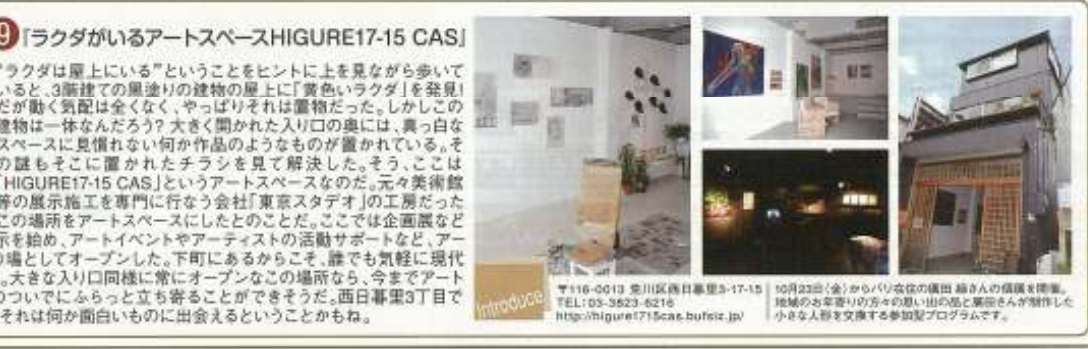 9 『ラクダがいるアートスペースHIGURE17-15 CAS』
"ラクダは屋上にいる"ということをヒントに上を見ながら歩いて
いると、3階建ての黒塗りの建物の屋上に『黄色いラクダ』を発見!
だが動く気配は全くなく、やっぱりそれは置物だった。しかしこの
建物は一体なんだろう? 大きく開かれた入り口の奥には、真っ白な
スペースに見慣れない何か作品のようなものが置かれている。そ
の謎もそこに置かれたチラシを見て解決した。そう、ここは
「HIGURE17-15 CAS」というアートスペースなのだ。元々美術館
等の展示施工を専門に行なう会社「東京スタデオ」の工房だった
この場所をアートスペースにしたとのことだ。ここでは企画展など
示を始め、アートイベントやアーティストの活動サポートなど、アー
の場としてオープンした。下町にあるからこそ、誰でも気軽に現代
。大きな入り口同様に常にオープンなこの場所なら、今までアート
のついでにふらっと立ち寄ることができそうだ。西日暮里3丁目で
それは何か面白いものに出会えるということかもね。
Introduce
〒116-0013 荒川区西日暮里3-17-15
TEL:03-3823-6216
http://higure1715cas.bufsiz.jp/
10月23日(金)からパリ在住の廣田 緑さんの個展を開催。
地域のお年寄りの方々の思い出の品と廣田さんが制作した
小さな人形を交換する参加型プログラムです。